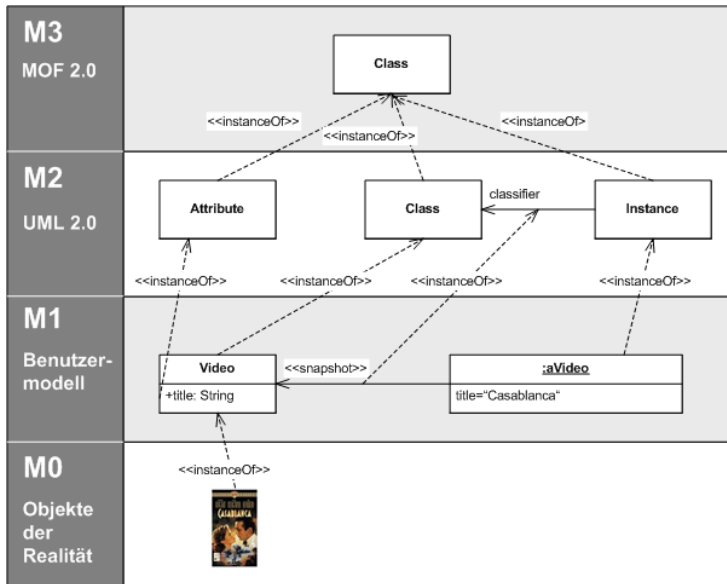 M3
MOF 2.0
Class
<<instanceOf>>
<<instanceOf>>
<<instanceOf>
M2
UML 2.0
Attribute
Class
classifier
Instance
<<instanceOf>>
<<instanceOf>>
<<instanceOf>>
<<instanceOf>>
M1
Benutzer-
modell
Video
+title: String
<<snapshot>>
:aVideo
title=“Casablanca“
M0
Objekte
der
Realität
<<instanceOf>>
CASABLANCA